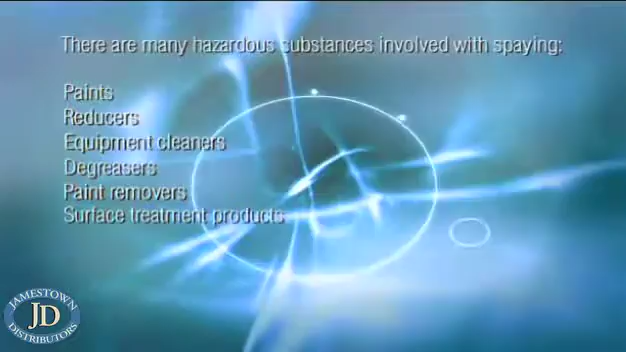 There are many hazardous substances involved with spaying:
Paints
Reducers
Equipment cleaners
Degreasers
Paint removers
Surface treatment products
JAMESTOWN
JD
DISTRIBUTORS